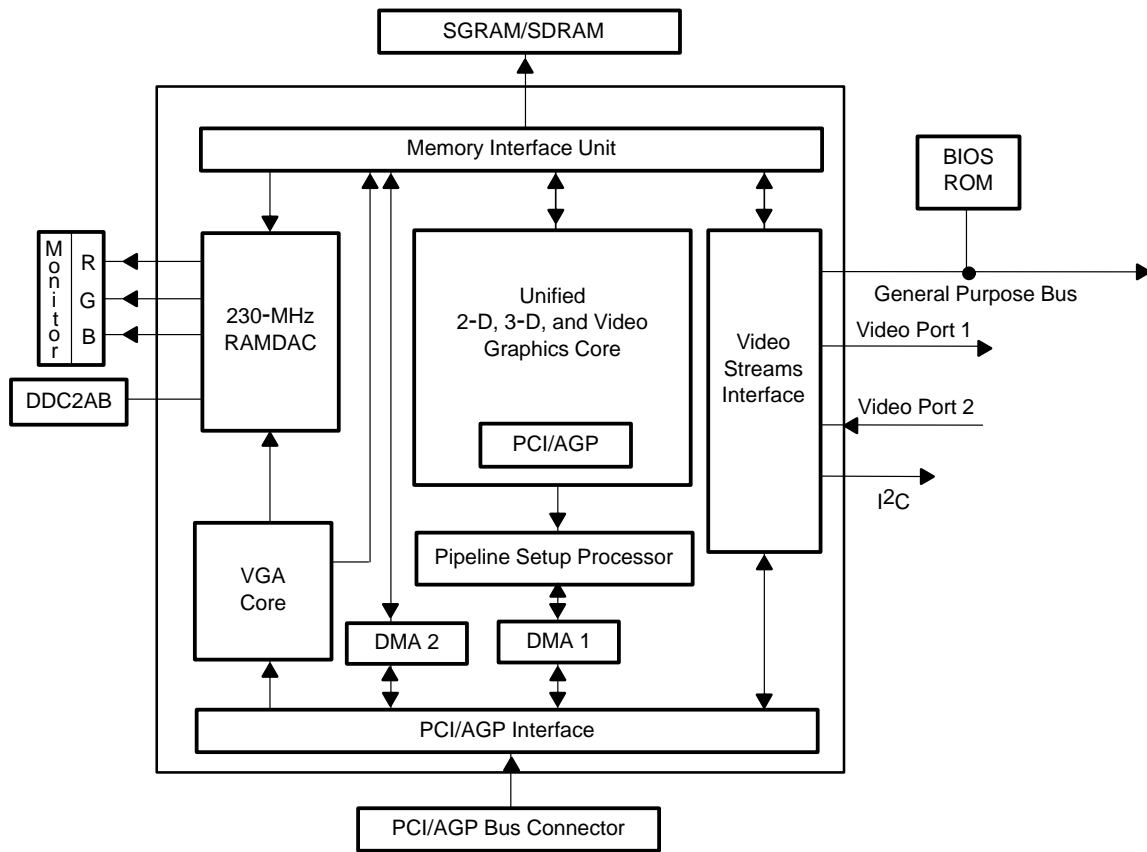 SGRAM/SDRAM
Memory Interface Unit
BIOS
ROM
Monitor
R
G
B
230-MHz
RAMDAC
Unified
2-D, 3-D, and Video
Graphics Core
PCI/AGP
Video
Streams
Interface
General Purpose Bus
Video Port 1
Video Port 2
I²C
DDC2AB
VGA
Core
Pipeline Setup Processor
DMA 2
DMA 1
PCI/AGP Interface
PCI/AGP Bus Connector